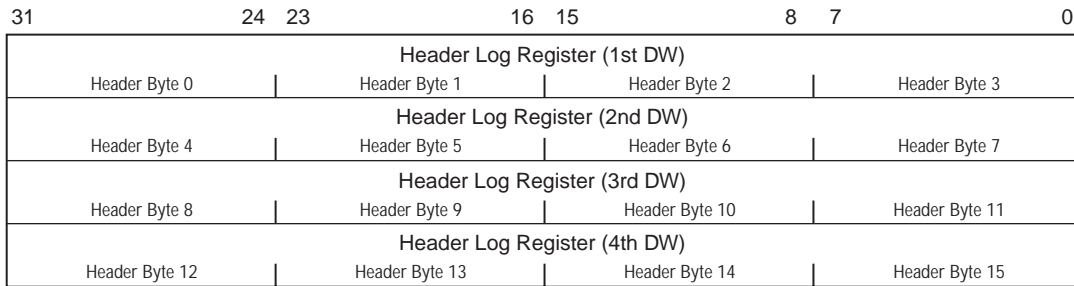 31 24 23 16 15 8 7 0
Header Log Register (1st DW)
Header Byte 0 Header Byte 1 Header Byte 2 Header Byte 3
Header Log Register (2nd DW)
Header Byte 4 Header Byte 5 Header Byte 6 Header Byte 7
Header Log Register (3rd DW)
Header Byte 8 Header Byte 9 Header Byte 10 Header Byte 11
Header Log Register (4th DW)
Header Byte 12 Header Byte 13 Header Byte 14 Header Byte 15